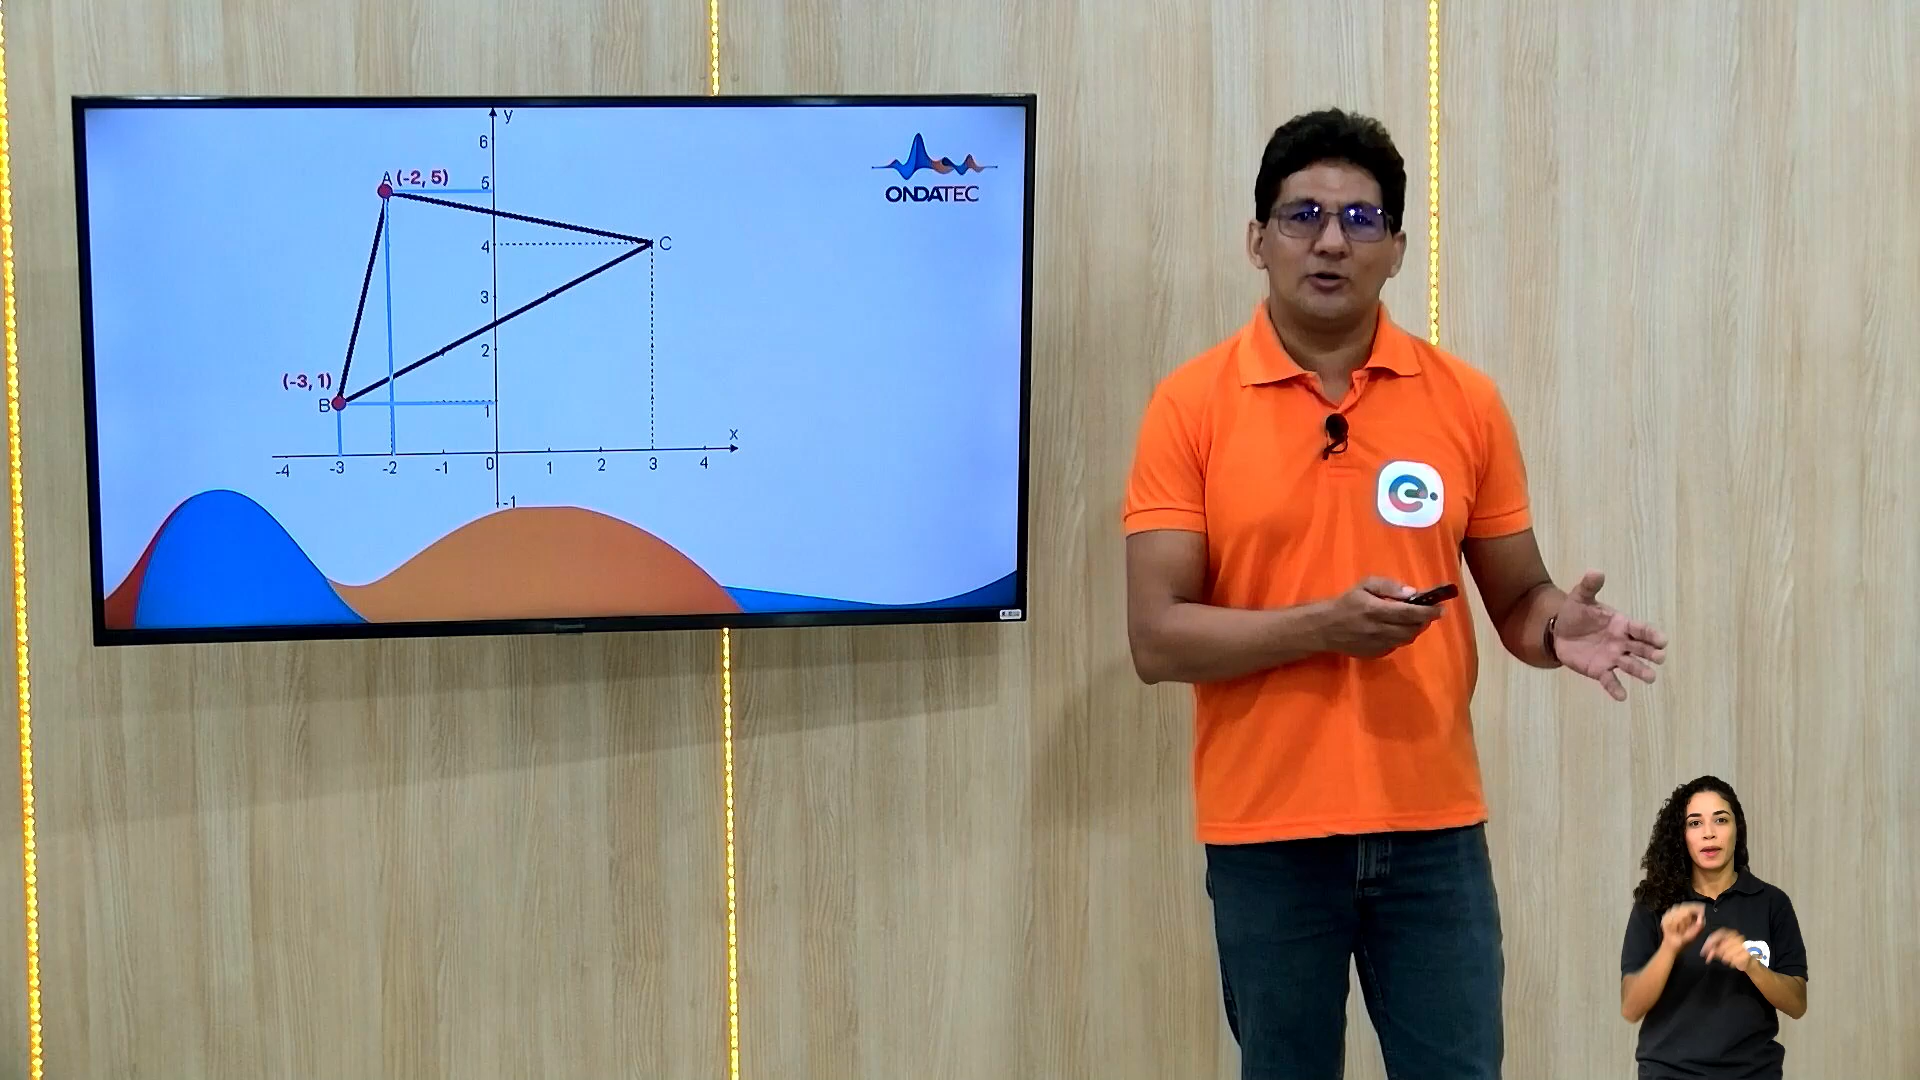 y
6
A (-2, 5)
5
4
C
3
2
(-3, 1)
B
1
x
-4 -3 -2 -1 0 1 2 3 4
-1
ONDATEC
Panasonic